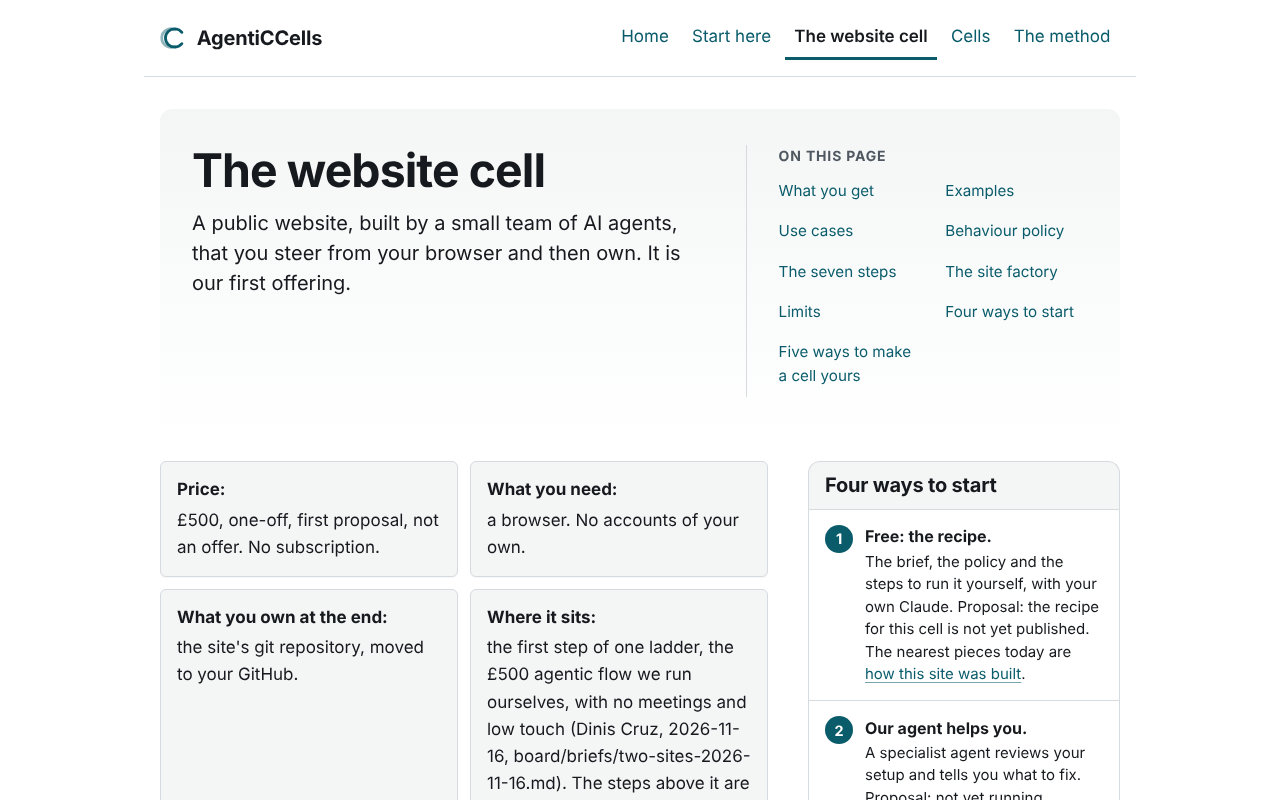 AgentiCCells
Home
Start here
The website cell
Cells
The method
The website cell
A public website, built by a small team of AI agents,
that you steer from your browser and then own. It is
our first offering.
ON THIS PAGE
What you get
Examples
Use cases
Behaviour policy
The seven steps
The site factory
Limits
Four ways to start
Five ways to make
a cell yours
Price:
£500, one-off, first proposal, not
an offer. No subscription.
What you need:
a browser. No accounts of your
own.
What you own at the end:
the site's git repository, moved
to your GitHub.
Where it sits:
the first step of one ladder, the
£500 agentic flow we run
ourselves, with no meetings and
low touch (Dinis Cruz, 2026-11-
16, board/briefs/two-sites-2026-
11-16.md). The steps above it are
Four ways to start
1
Free: the recipe.
The brief, the policy and the
steps to run it yourself, with your
own Claude. Proposal: the recipe
for this cell is not yet published.
The nearest pieces today are
how this site was built.
2
Our agent helps you.
A specialist agent reviews your
setup and tells you what to fix.
Proposal: not yet running.